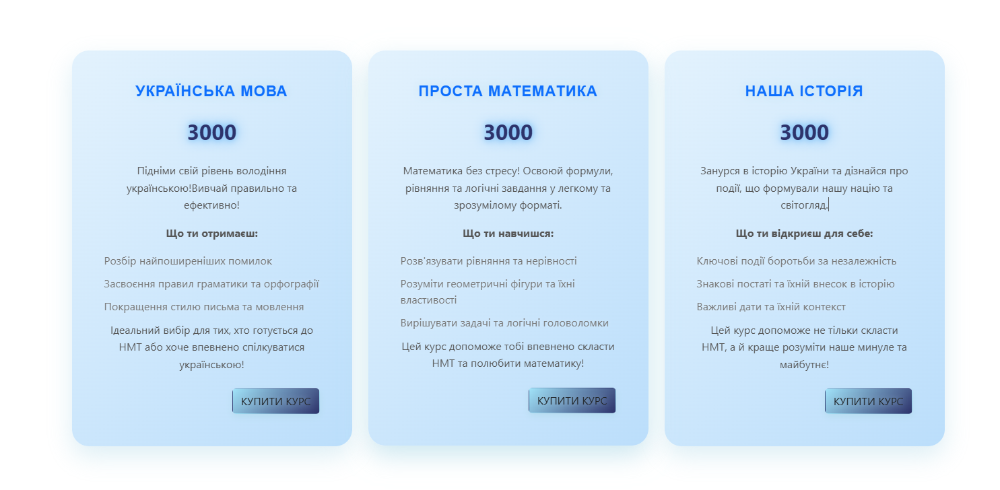 УКРАЇНСЬКА МОВА
3000
Підніми свій рівень володіння
українською!Вивчай правильно та
ефективно!
Що ти отримаєш:
Розбір найпоширеніших помилок
Засвоєння правил граматики та орфографії
Покращення стилю письма та мовлення
Ідеальний вибір для тих, хто готується до
НМТ або хоче впевнено спілкуватися
українською!
КУПИТИ КУРС
ПРОСТА МАТЕМАТИКА
3000
Математика без стресу! Освоюй формули,
рівняння та логічні завдання у легкому та
зрозумілому форматі.
Що ти навчишся:
Розв'язувати рівняння та нерівності
Розуміти геометричні фігури та їхні
властивості
Вирішувати задачі та логічні головоломки
Цей курс допоможе тобі впевнено скласти
НМТ та полюбити математику!
КУПИТИ КУРС
НАША ІСТОРІЯ
3000
Занурся в історію України та дізнайся про
події, що формували нашу націю та
світогляд.
Що ти відкриєш для себе:
Ключові події боротьби за незалежність
Знакові постаті та їхній внесок в історію
Важливі дати та їхній контекст
Цей курс допоможе не тільки скласти
НМТ, а й краще розуміти наше минуле та
майбутнє!
КУПИТИ КУРС